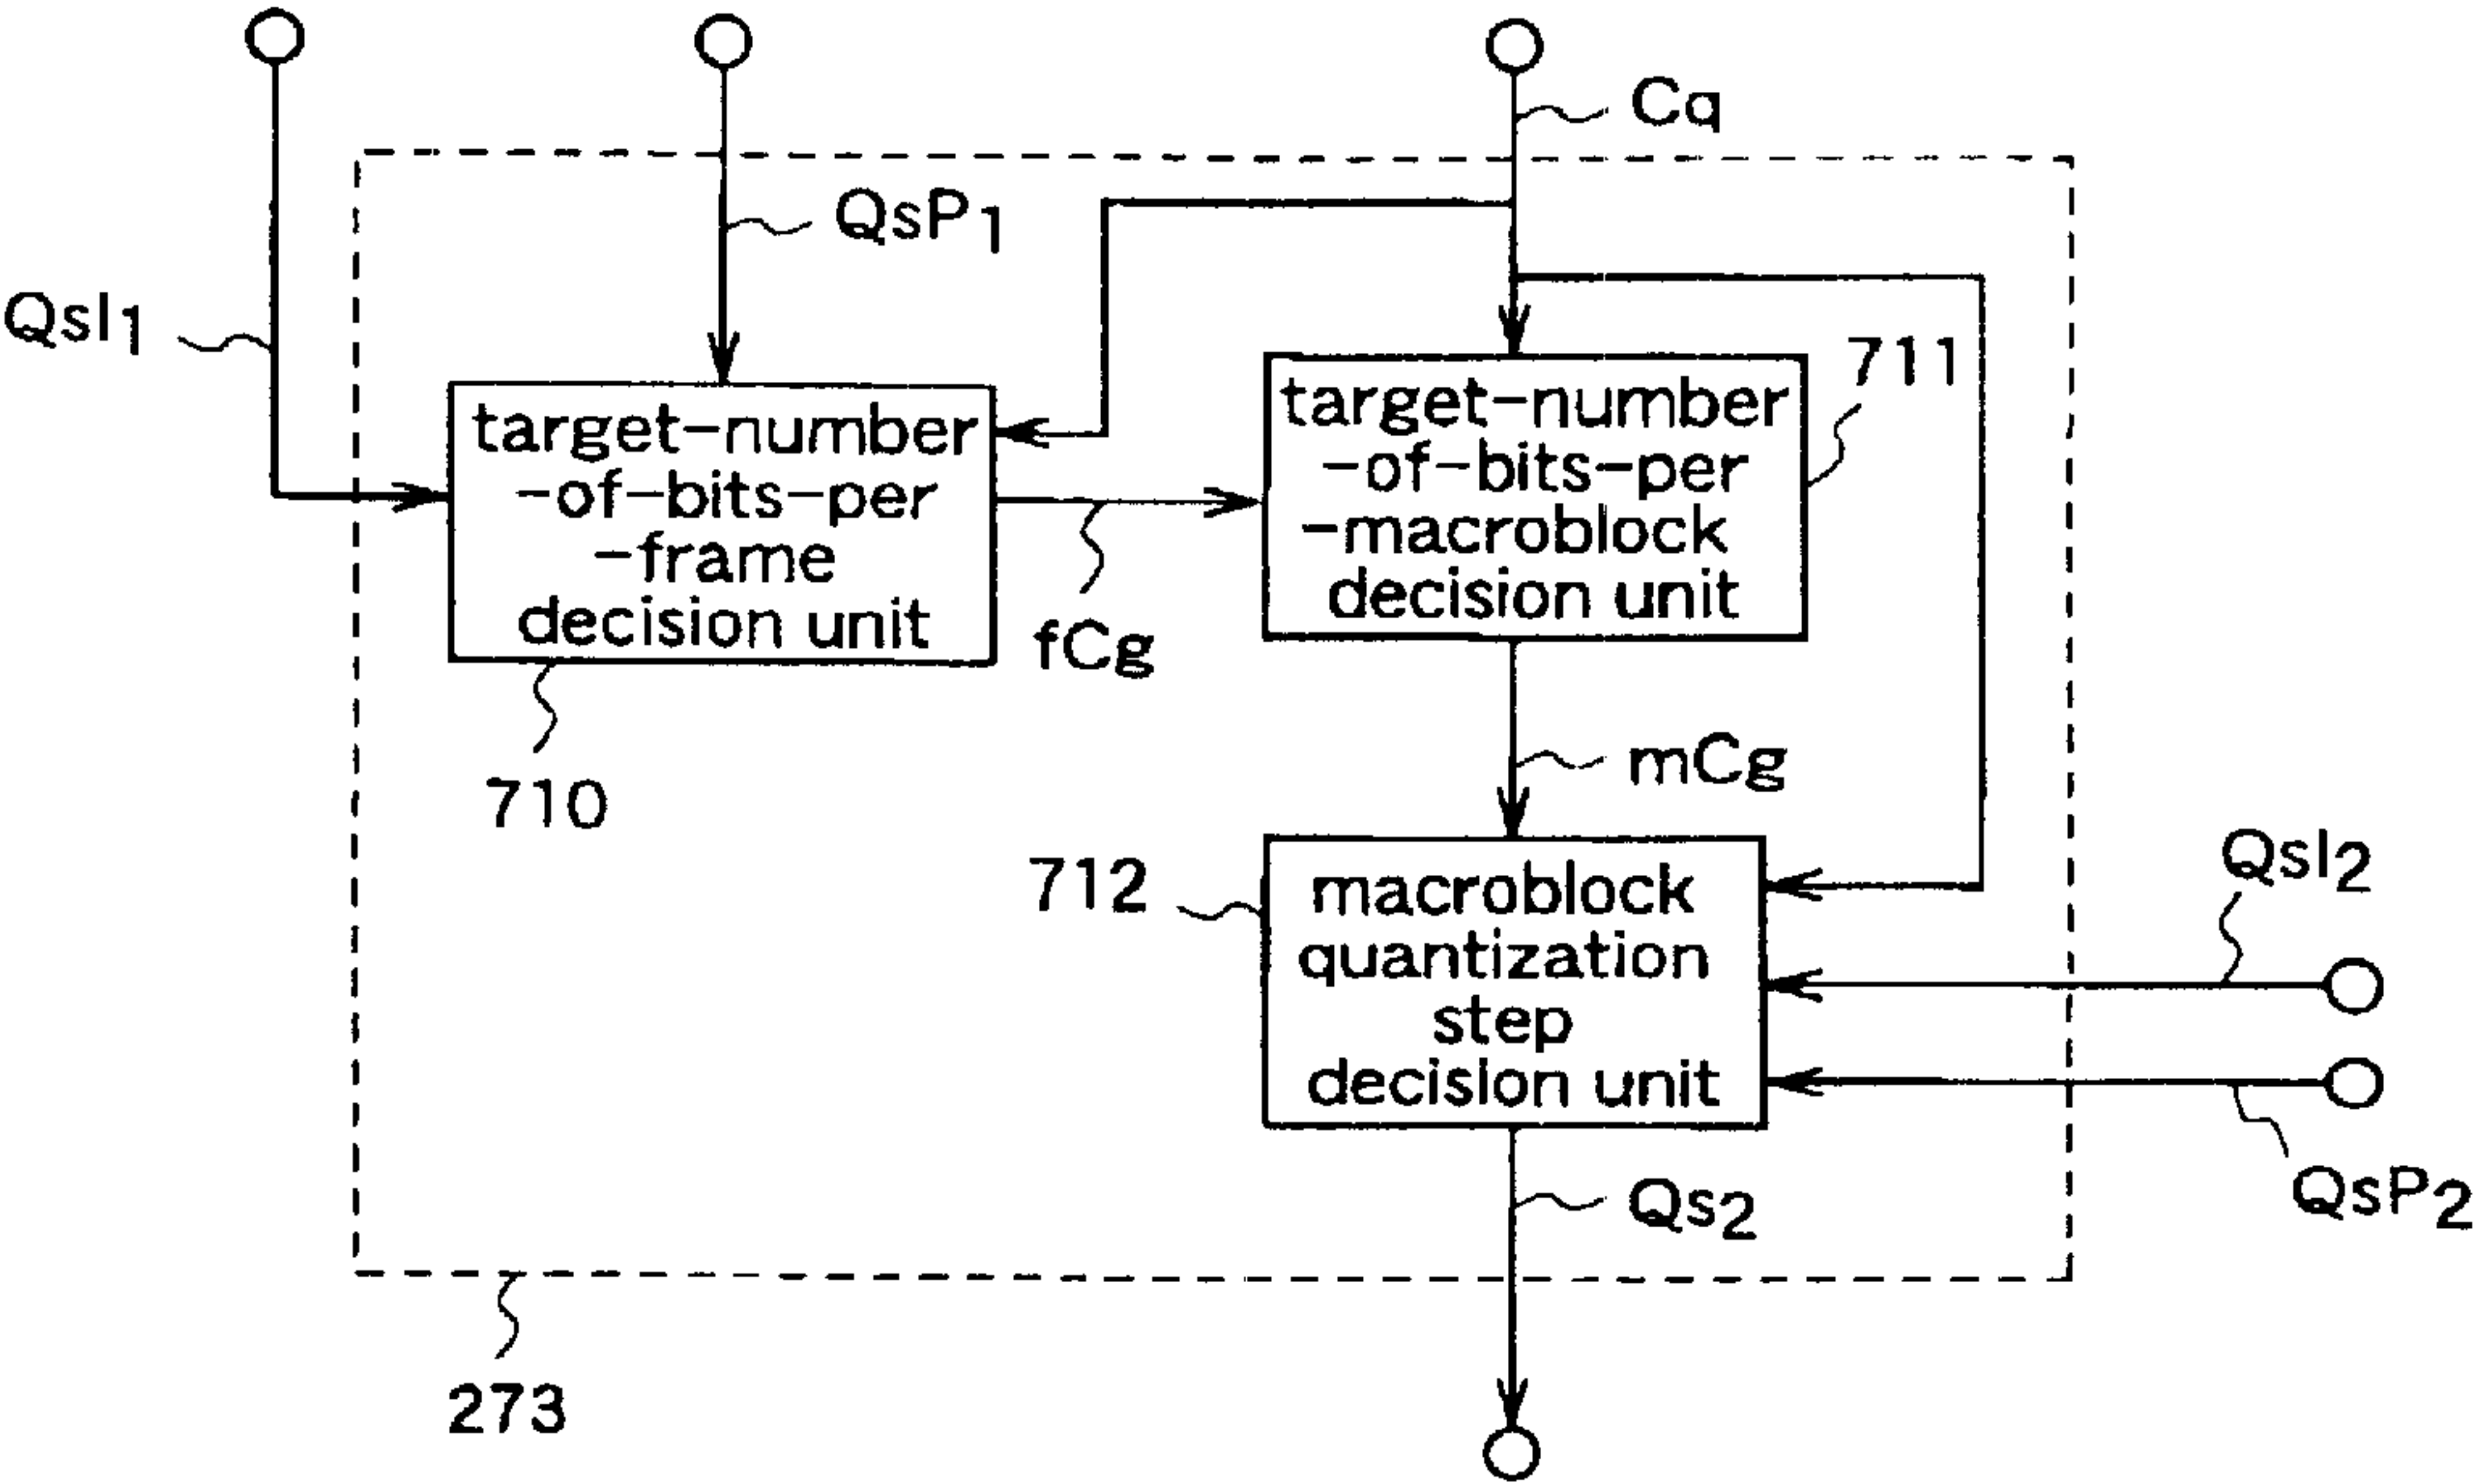 Cq
QsP1
QsI1
711
target-number
-of-bits-per
-frame
decision unit
target-number
-of-bits-per
-macroblock
decision unit
fCg
710
mCg
712
macroblock
quantization
step
decision unit
QsI2
QsP2
Qs2
273